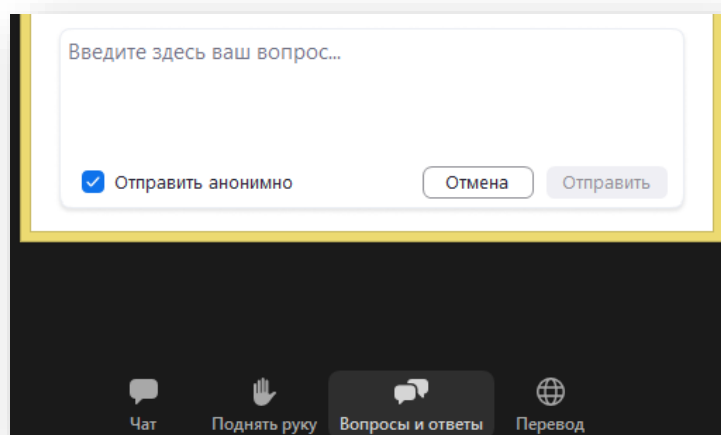 Введите здесь ваш вопрос...
Отправить анонимно
Отмена
Отправить
Чат
Поднять руку
Вопросы и ответы
Перевод